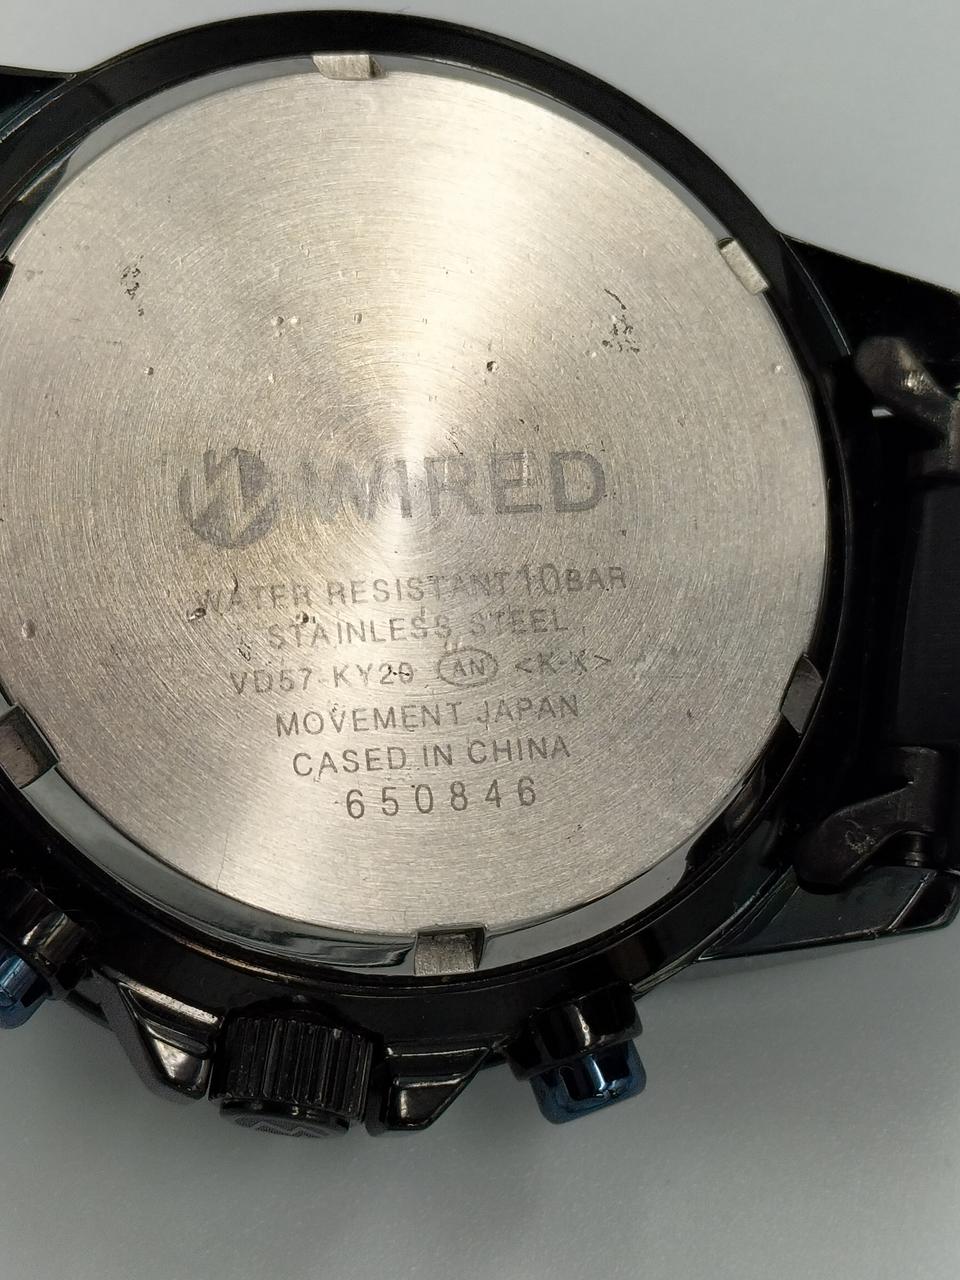 WIRED
WATER RESISTANT 10BAR
STAINLESS STEEL
VD57-KY20 AN <K-K>
MOVEMENT JAPAN
CASED IN CHINA
650846